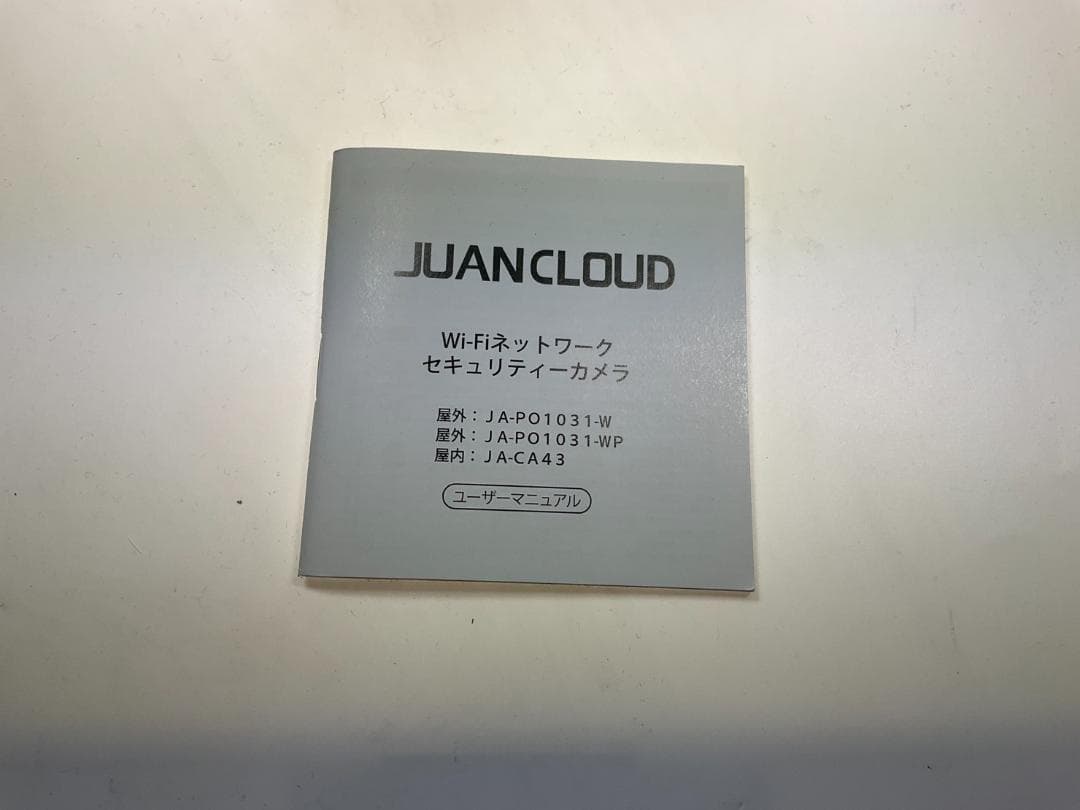 JUANCLOUD
Wi-Fiネットワーク
セキュリティーカメラ
屋外：JA-PO1031-W
屋外：JA-PO1031-WP
屋内：JA-CA43
ユーザーマニュアル